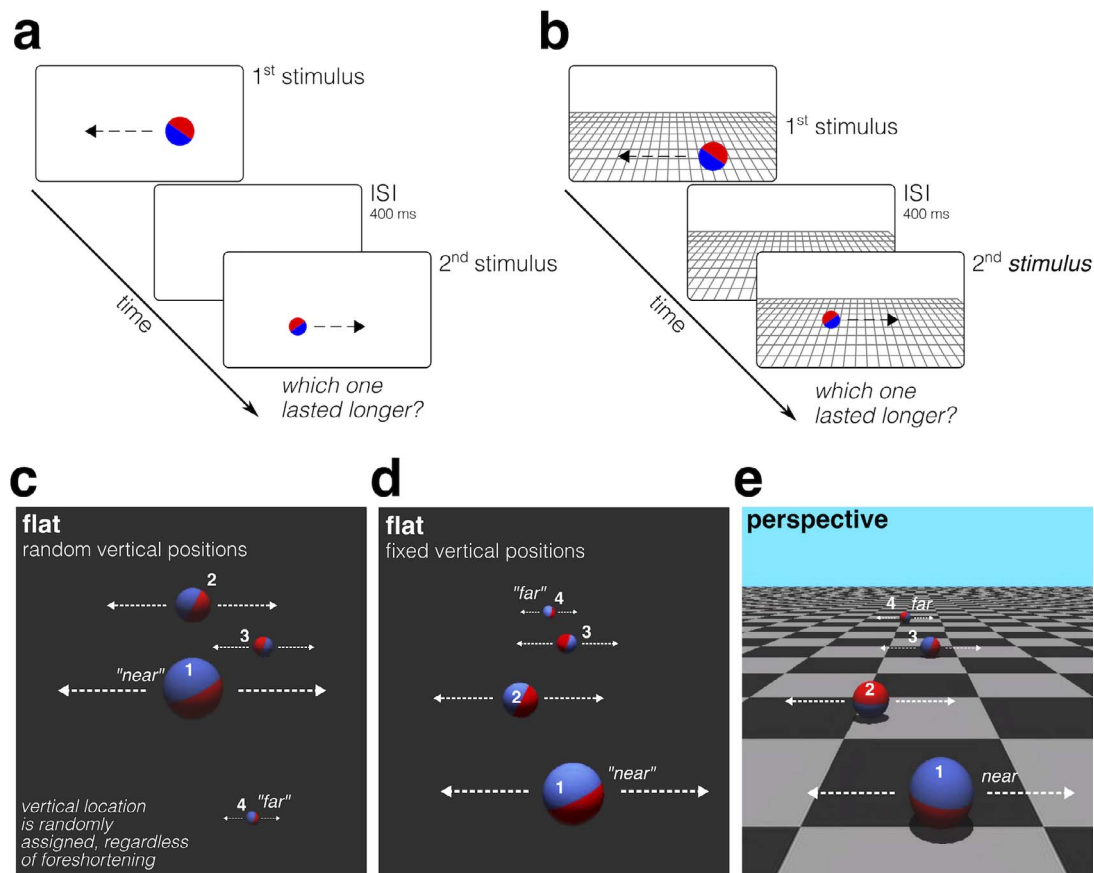 a
1st stimulus
ISI
400 ms
2nd stimulus
time
which one
lasted longer?
b
1st stimulus
ISI
400 ms
2nd stimulus
time
which one
lasted longer?
c
flat
random vertical positions
2
3
1
"near"
4 "far"
vertical location
is randomly
assigned, regardless
of foreshortening
d
flat
fixed vertical positions
"far" 4
3
2
1 "near"
e
perspective
4 far
3
2
1
near